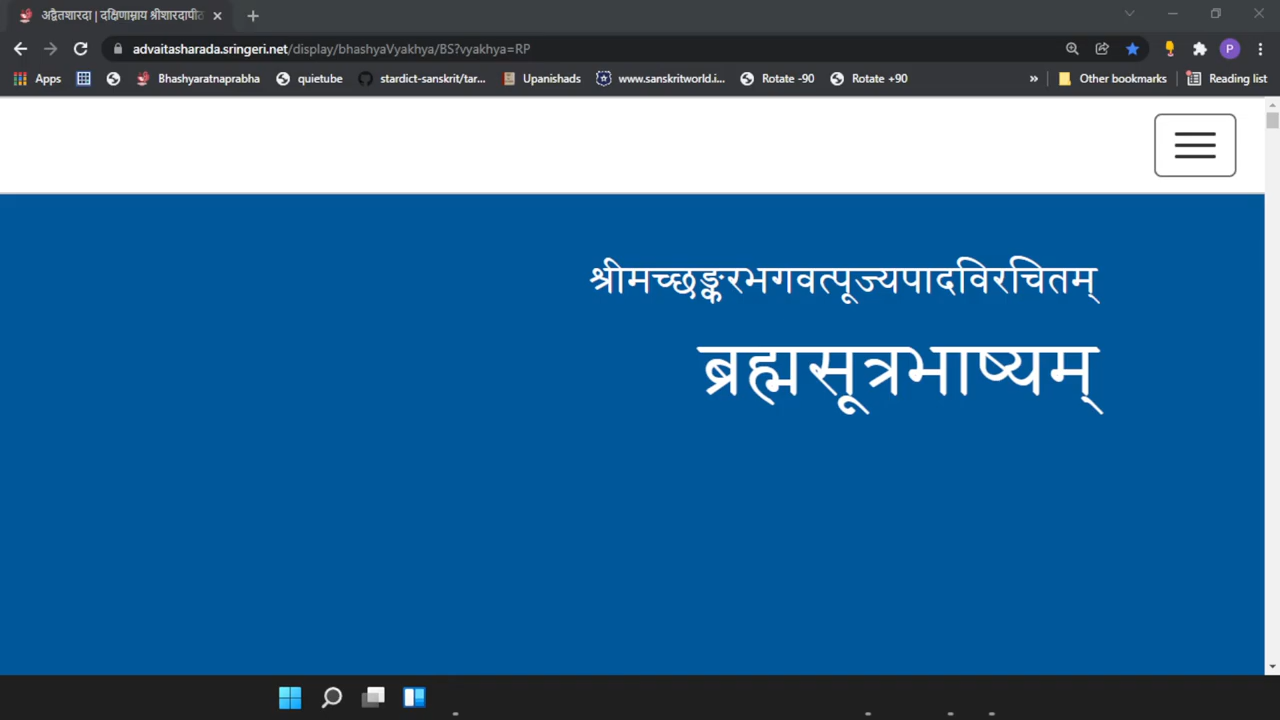 अद्वैतशारदा | दक्षिणाम्नाय श्रीशारदापीठ
advaitasharada.sringeri.net/display/bhashyaVyakhya/BS?vyakhya=RP
P
Apps Bhashyaratnaprabha quietube stardict-sanskrit/tar... Upanishads www.sanskritworld.i... Rotate -90 Rotate +90 » Other bookmarks Reading list
श्रीमच्छङ्करभगवत्पूज्यपादविरचितम्
ब्रह्मसूत्रभाष्यम्